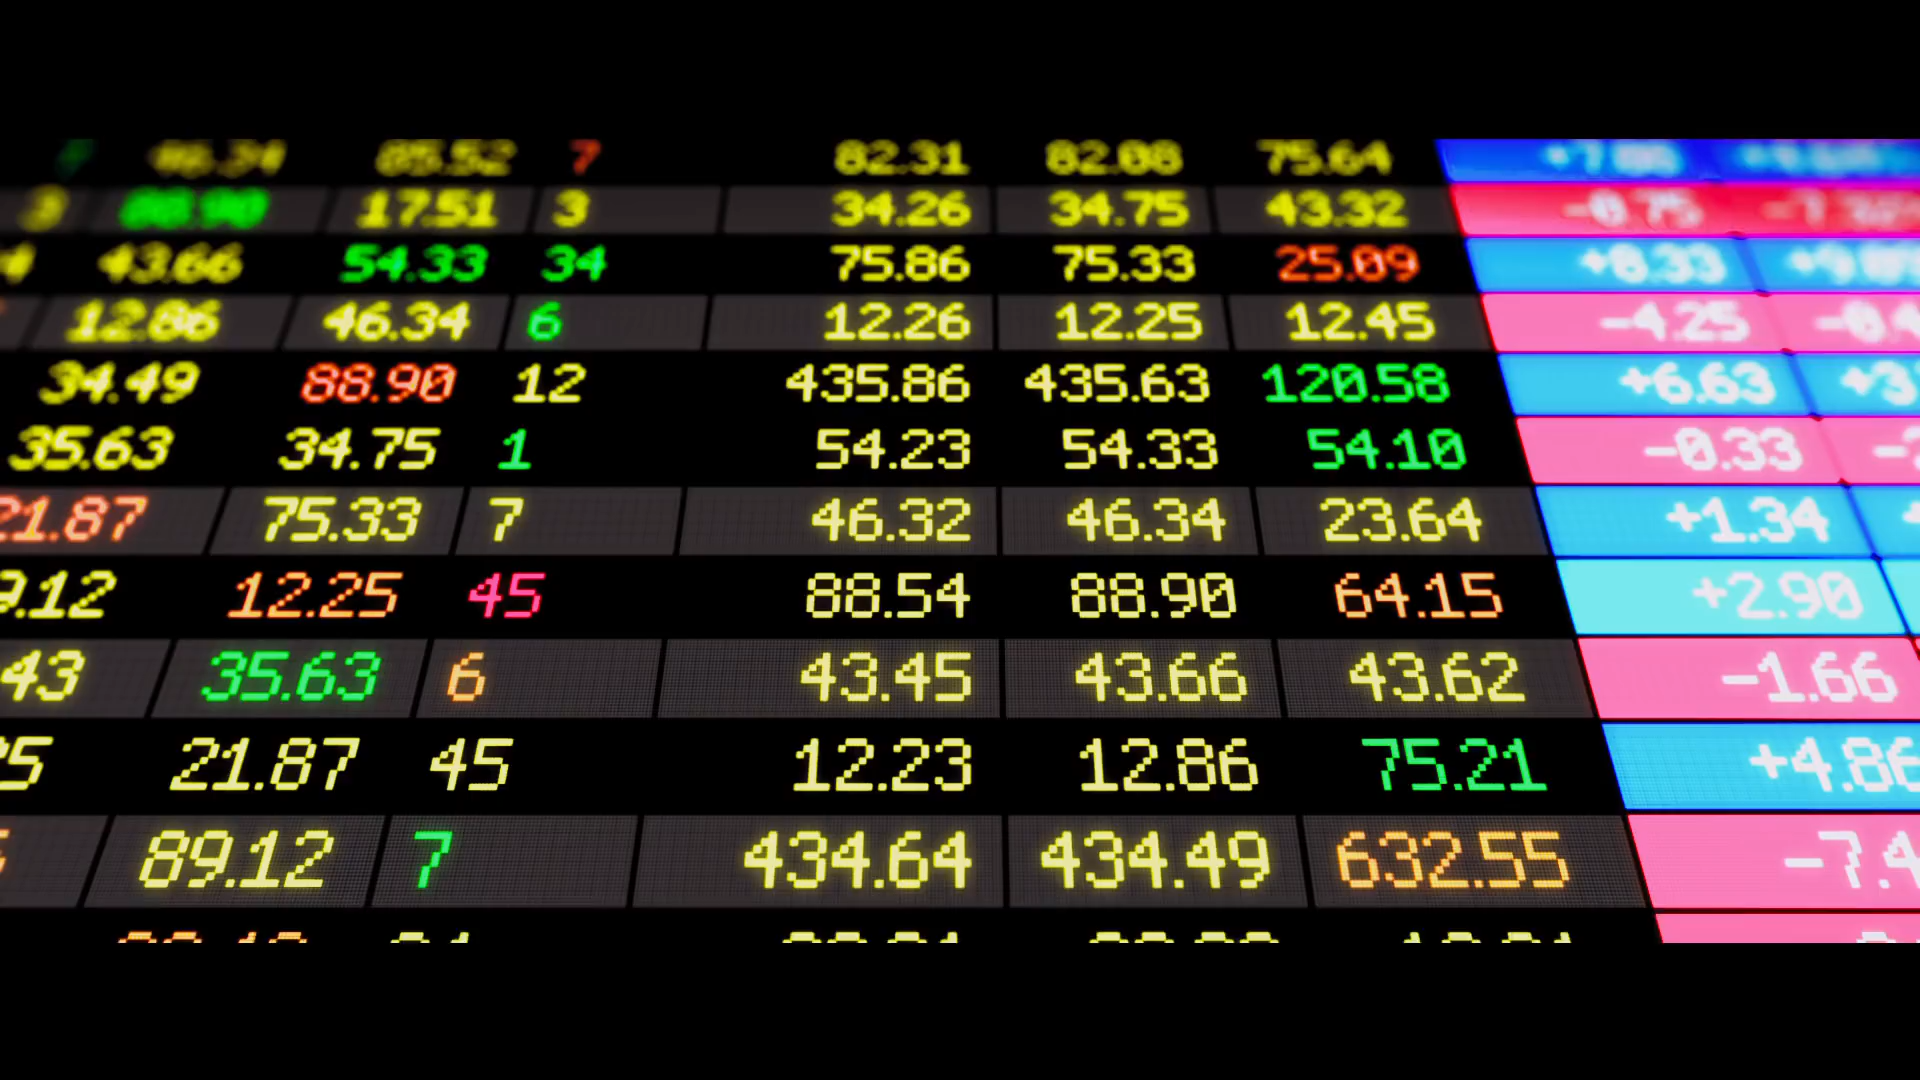 7 82.31 82.08 75.64
3 17.51 3 34.26 34.75 43.32 -0.75
43.66 54.33 34 75.86 75.33 25.09
12.86 46.34 6 12.26 12.25 12.45 -4.25
34.49 88.90 12 435.86 435.63 120.58 +6.63
35.63 34.75 1 54.23 54.33 54.10 -0.33
21.87 75.33 7 46.32 46.34 23.64 +1.34
12.25 45 88.54 88.90 64.15 +2.90
43 35.63 6 43.45 43.66 43.62 -1.66
21.87 45 12.23 12.86 75.21 +4.86
89.12 7 434.64 434.49 632.55 -7.4